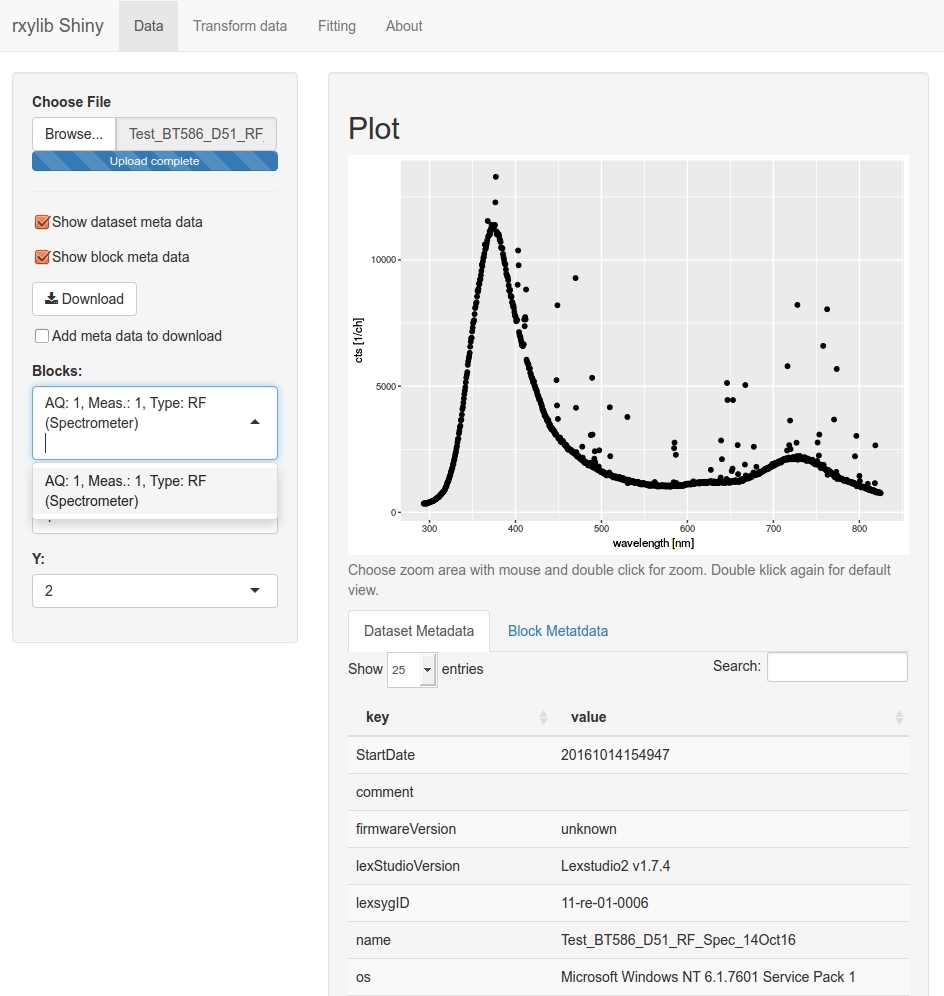 rxylib Shiny Data Transform data Fitting About
Choose File
Browse... Test_BT586_D51_RF
Upload complete
Show dataset meta data
Show block meta data
Download
Add meta data to download
Blocks:
AQ: 1, Meas.: 1, Type: RF
(Spectrometer)
AQ: 1, Meas.: 1, Type: RF
(Spectrometer)
Y:
2
Plot
cts [1/ch]
10000
5000
0
300 400 500 600 700 800
wavelength [nm]
Choose zoom area with mouse and double click for zoom. Double klick again for default
view.
Dataset Metadata Block Metatdata
Show 25 entries Search:
key value
StartDate 20161014154947
comment
firmwareVersion unknown
lexStudioVersion Lexstudio2 v1.7.4
lexsygID 11-re-01-0006
name Test_BT586_D51_RF_Spec_14Oct16
os Microsoft Windows NT 6.1.7601 Service Pack 1